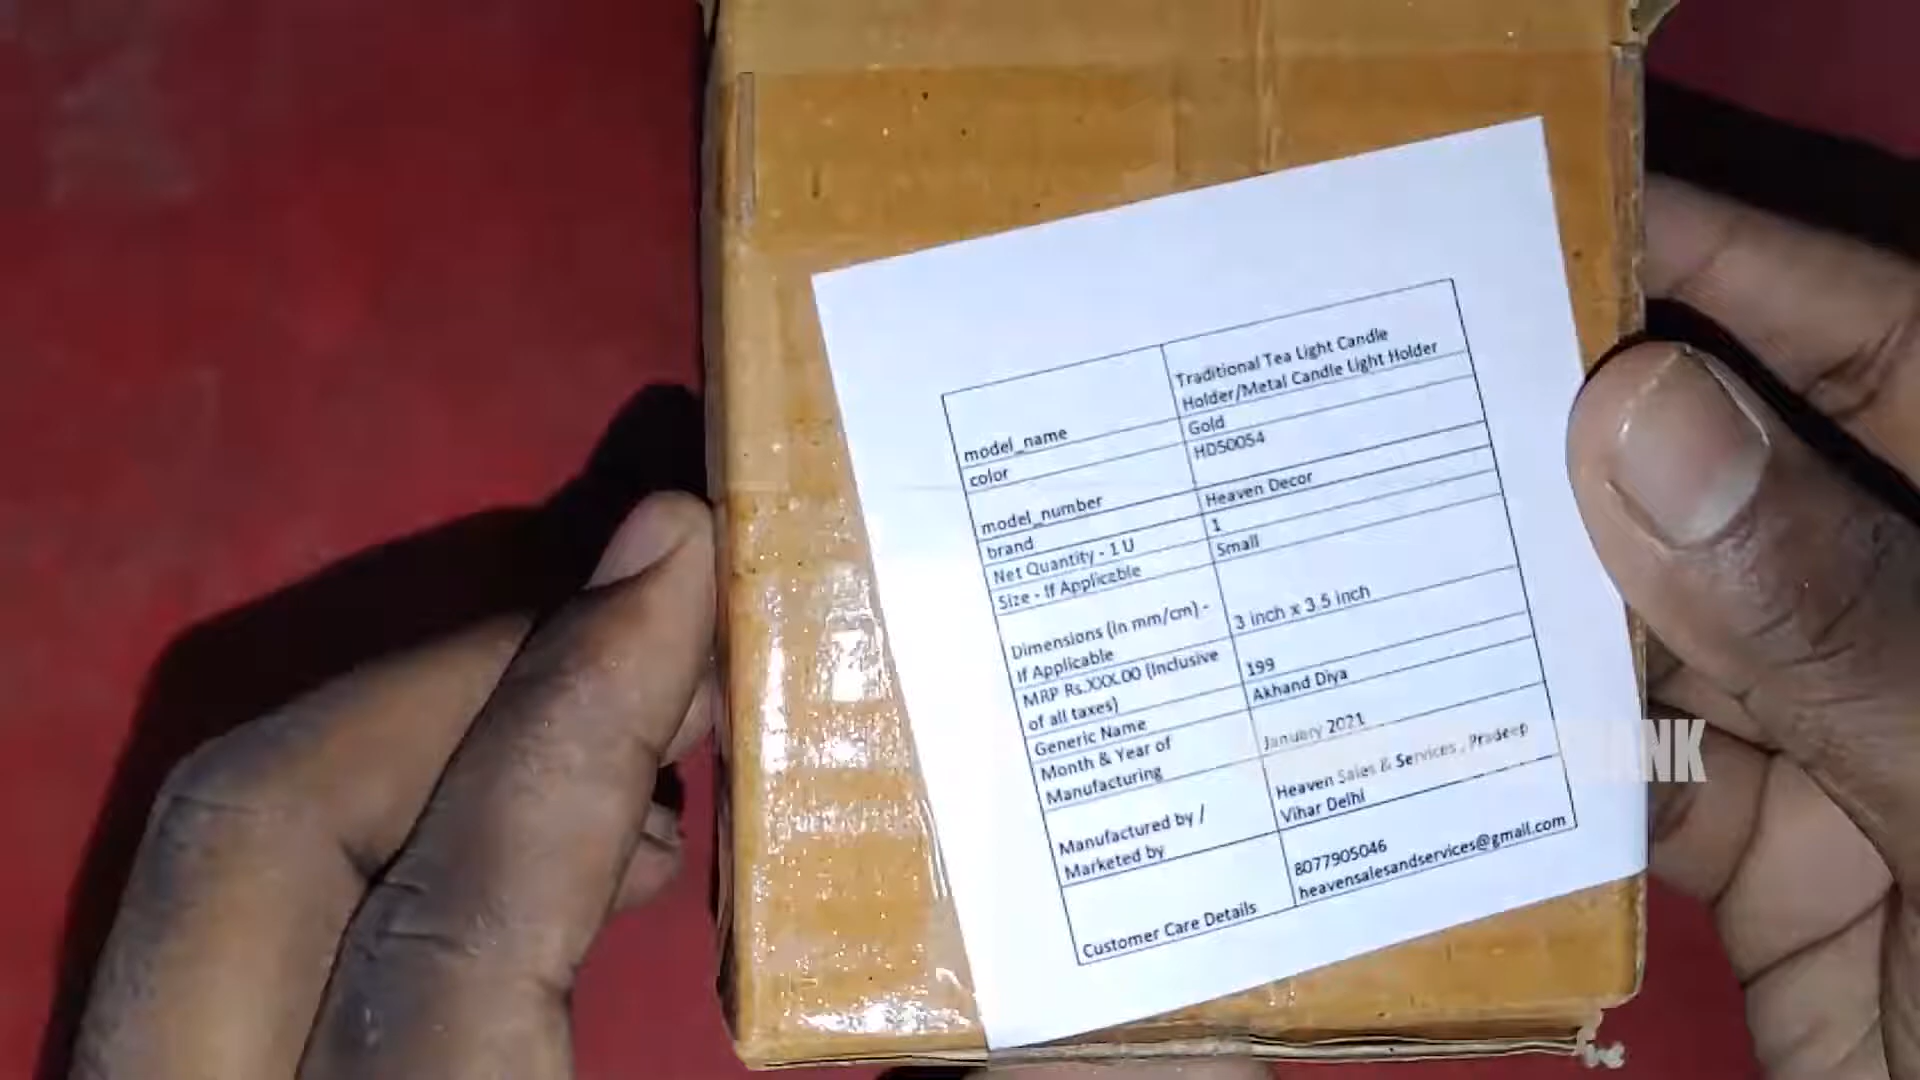 model_name
Traditional Tea Light Candle
Holder/Metal Candle Light Holder
color
Gold
model_number
HD50054
brand
Heaven Decor
Net Quantity - 1 U
1
Size - If Applicable
Small
Dimensions (in mm/cm) -
If Applicable
3 inch x 3.5 inch
MRP Rs.XXX.00 (Inclusive
of all taxes)
199
Generic Name
Akhand Diya
Month & Year of
Manufacturing
January 2021
Manufactured by /
Marketed by
Heaven Sales & Services , Pradeep
Vihar Delhi
Customer Care Details
8077905046
heavensalesandservices@gmail.com